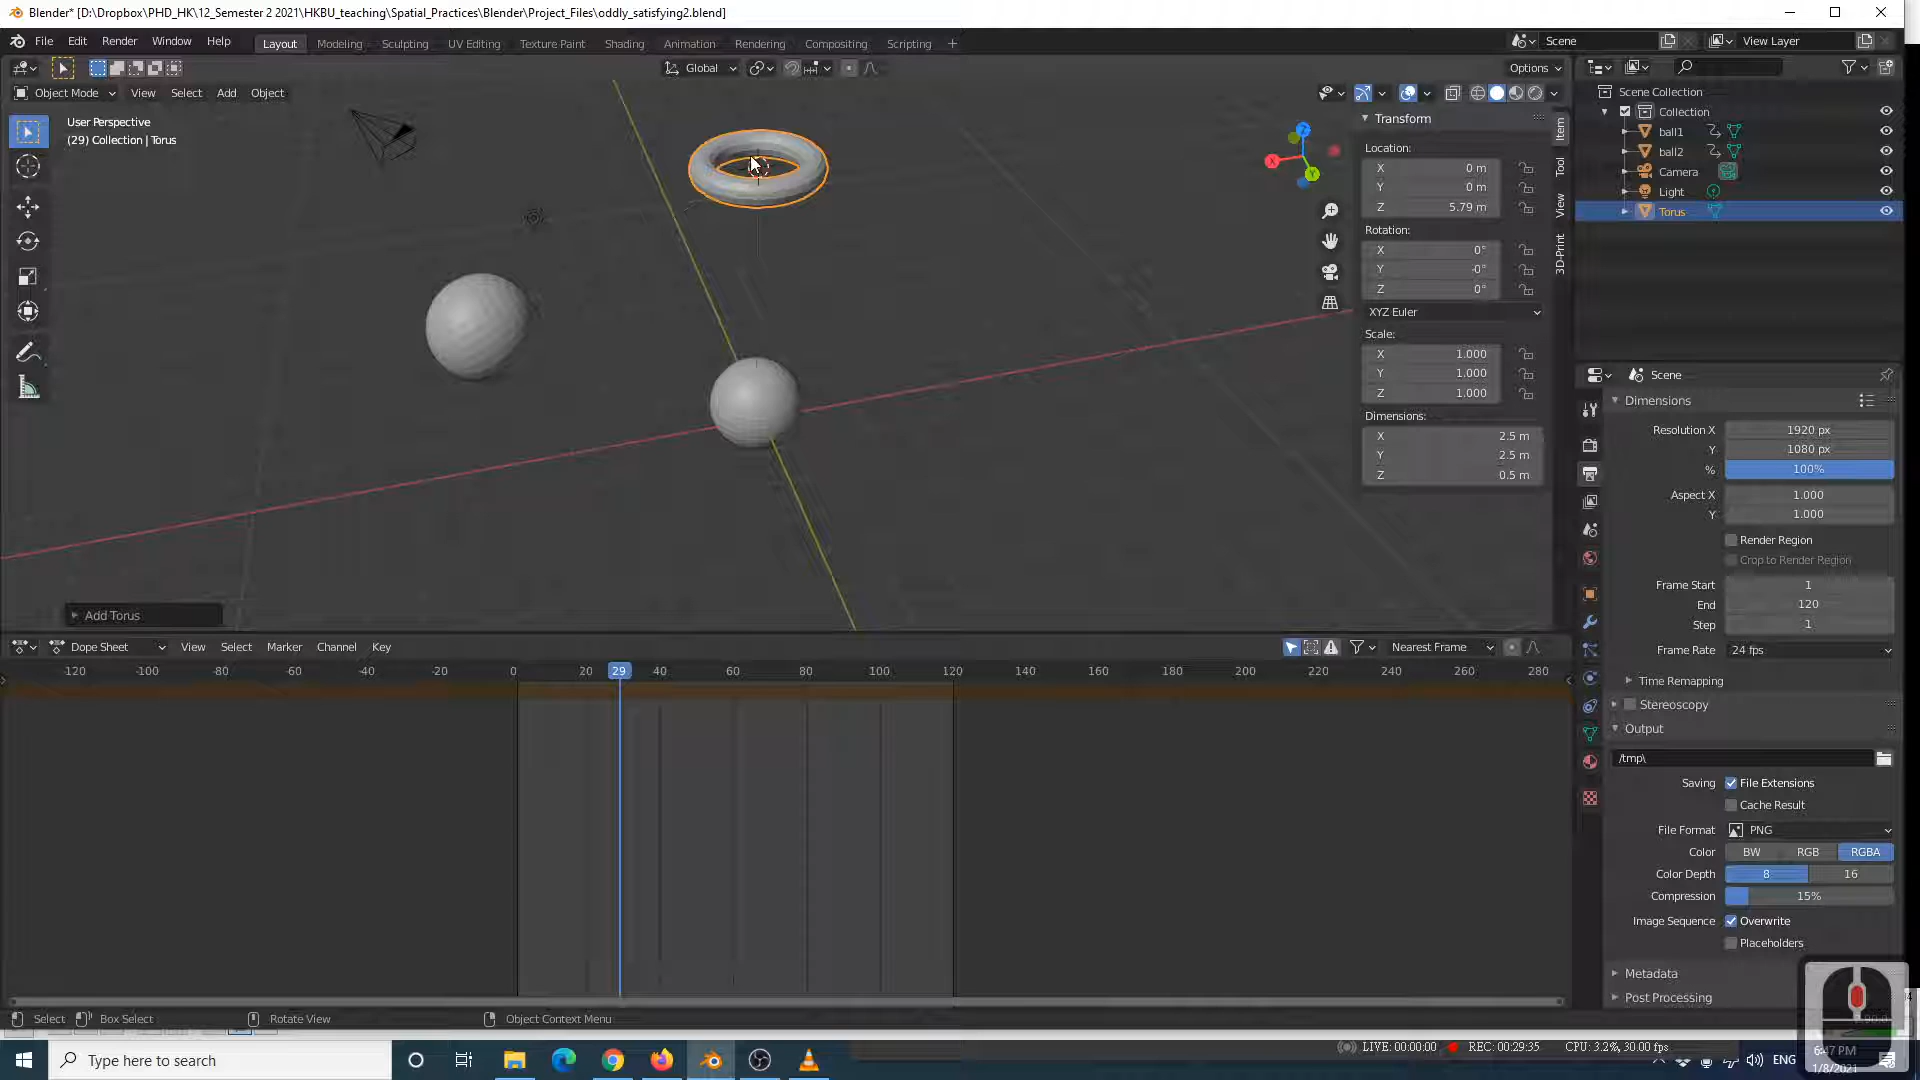 Blender* [D:\Dropbox\PHD_HK\12_Semester 2 2021\HKBU_teaching\Spatial_Practices\Blender\Project_Files\oddly_satisfying2.blend]
File Edit Render Window Help Layout Modeling Sculpting UV Editing Texture Paint Shading Animation Rendering Compositing Scripting + Scene View Layer
Global Options
Object Mode View Select Add Object
User Perspective
(29) Collection | Torus
Scene Collection
Collection
ball1
ball2
Camera
Light
Torus
Transform
Location:
X 0 m
Y 0 m
Z 5.79 m
Rotation:
X 0°
Y -0°
Z 0°
XYZ Euler
Scale:
X 1.000
Y 1.000
Z 1.000
Dimensions:
X 2.5 m
Y 2.5 m
Z 0.5 m
Item
Tool
View
3D-Print
X
Y
Z
Add Torus
Scene
Dimensions
Resolution X 1920 px
Y 1080 px
% 100%
Aspect X 1.000
Y 1.000
Render Region
Crop to Render Region
Frame Start 1
End 120
Step 1
Frame Rate 24 fps
Time Remapping
Stereoscopy
Output
/tmp\
Saving File Extensions
Cache Result
File Format PNG
Color BW RGB RGBA
Color Depth 8 16
Compression 15%
Image Sequence Overwrite
Placeholders
Metadata
Post Processing
Dope Sheet View Select Marker Channel Key Nearest Frame
-120 -100 -80 -60 -40 -20 0 20 29 40 60 80 100 120 140 160 180 200 220 240 260 280
Select Box Select Rotate View Object Context Menu
Type here to search
LIVE: 00:00:00 REC: 00:29:35 CPU: 3.2%, 30.00 fps
ENG
6:47 PM
1/8/2021